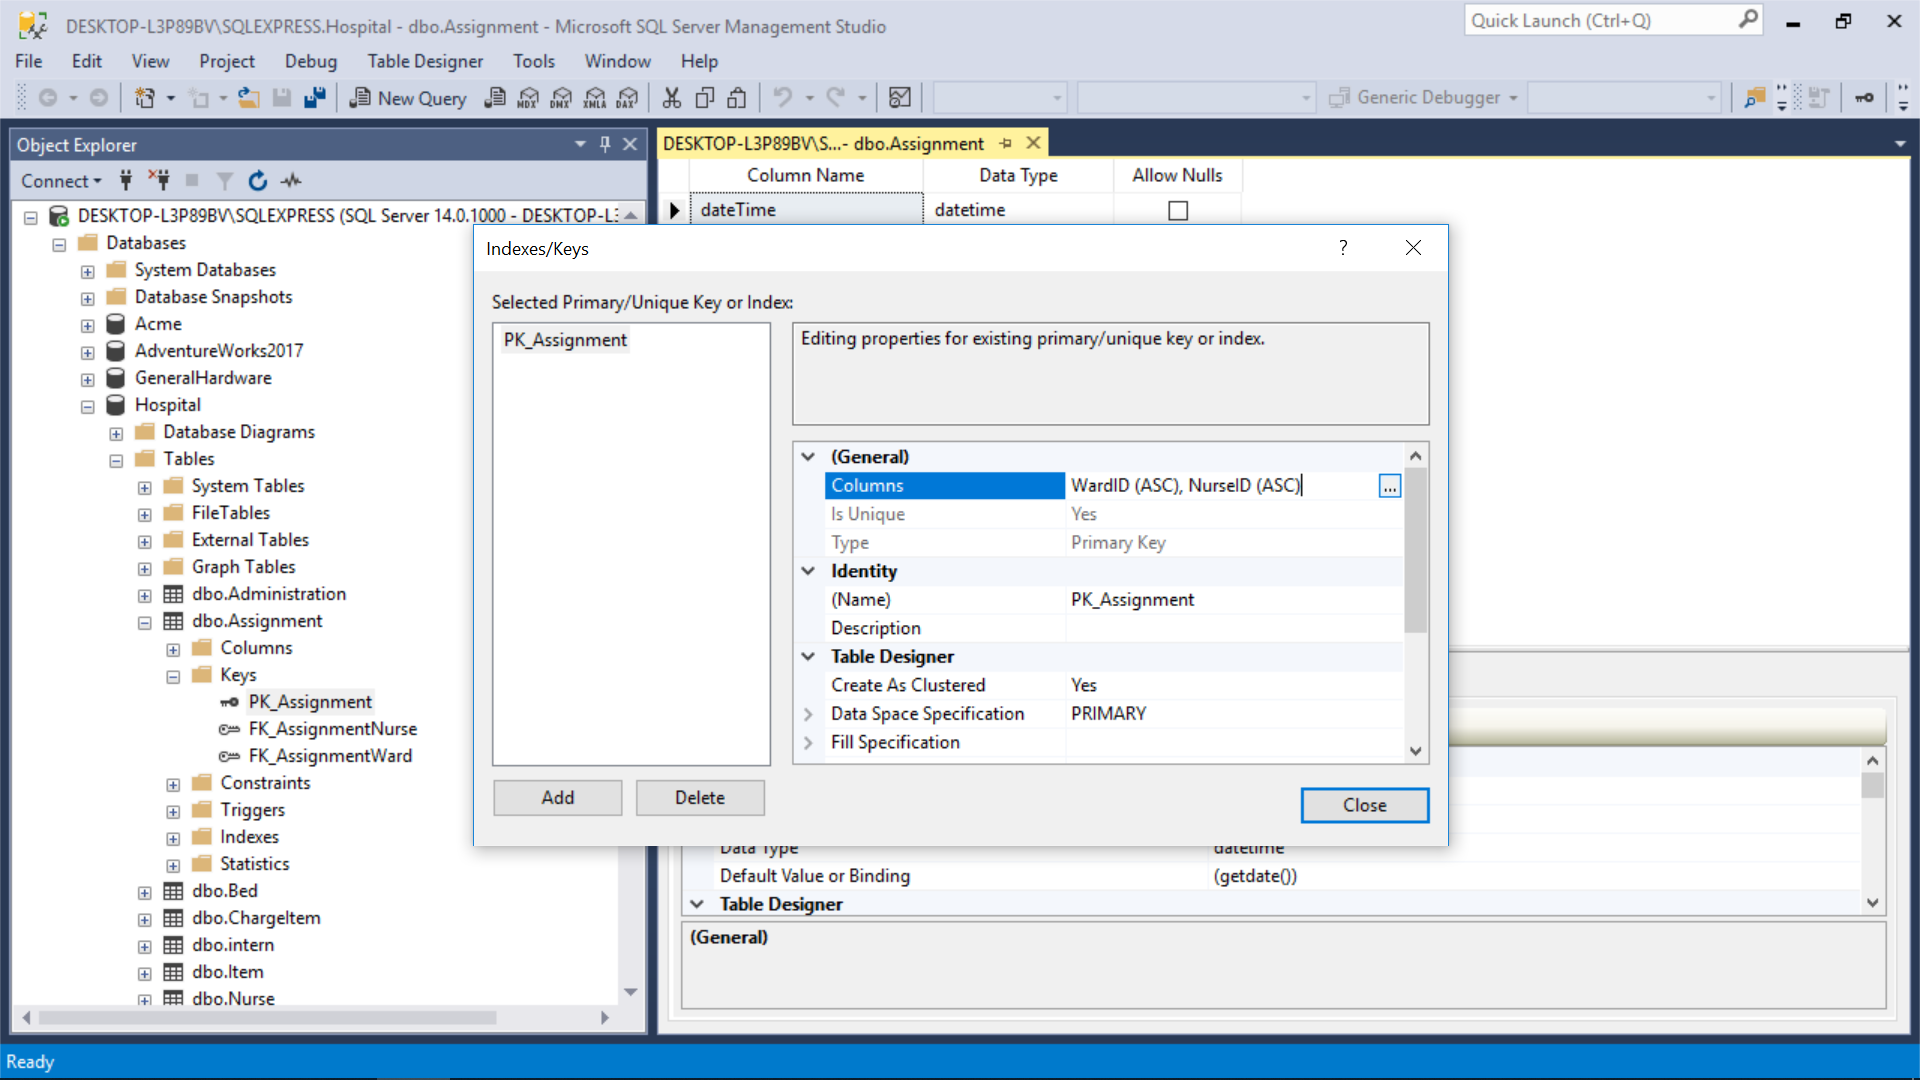 DESKTOP-L3P89BV\SQLEXPRESS.Hospital - dbo.Assignment - Microsoft SQL Server Management Studio
Quick Launch (Ctrl+Q)
File Edit View Project Debug Table Designer Tools Window Help
New Query MDX DMX XMLA DAX Generic Debugger
Object Explorer
Connect
DESKTOP-L3P89BV\SQLEXPRESS (SQL Server 14.0.1000 - DESKTOP-L3
Databases
System Databases
Database Snapshots
Acme
AdventureWorks2017
GeneralHardware
Hospital
Database Diagrams
Tables
System Tables
FileTables
External Tables
Graph Tables
dbo.Administration
dbo.Assignment
Columns
Keys
PK_Assignment
FK_AssignmentNurse
FK_AssignmentWard
Constraints
Triggers
Indexes
Statistics
dbo.Bed
dbo.ChargeItem
dbo.intern
dbo.Item
dbo.Nurse
DESKTOP-L3P89BV\S...- dbo.Assignment
Column Name Data Type Allow Nulls
dateTime datetime
Indexes/Keys ?
Selected Primary/Unique Key or Index:
PK_Assignment
Editing properties for existing primary/unique key or index.
(General)
Columns WardID (ASC), NurseID (ASC) ...
Is Unique Yes
Type Primary Key
Identity
(Name) PK_Assignment
Description
Table Designer
Create As Clustered Yes
Data Space Specification PRIMARY
Fill Specification
Add Delete Close
Data Type datetime
Default Value or Binding (getdate())
Table Designer
(General)
Ready